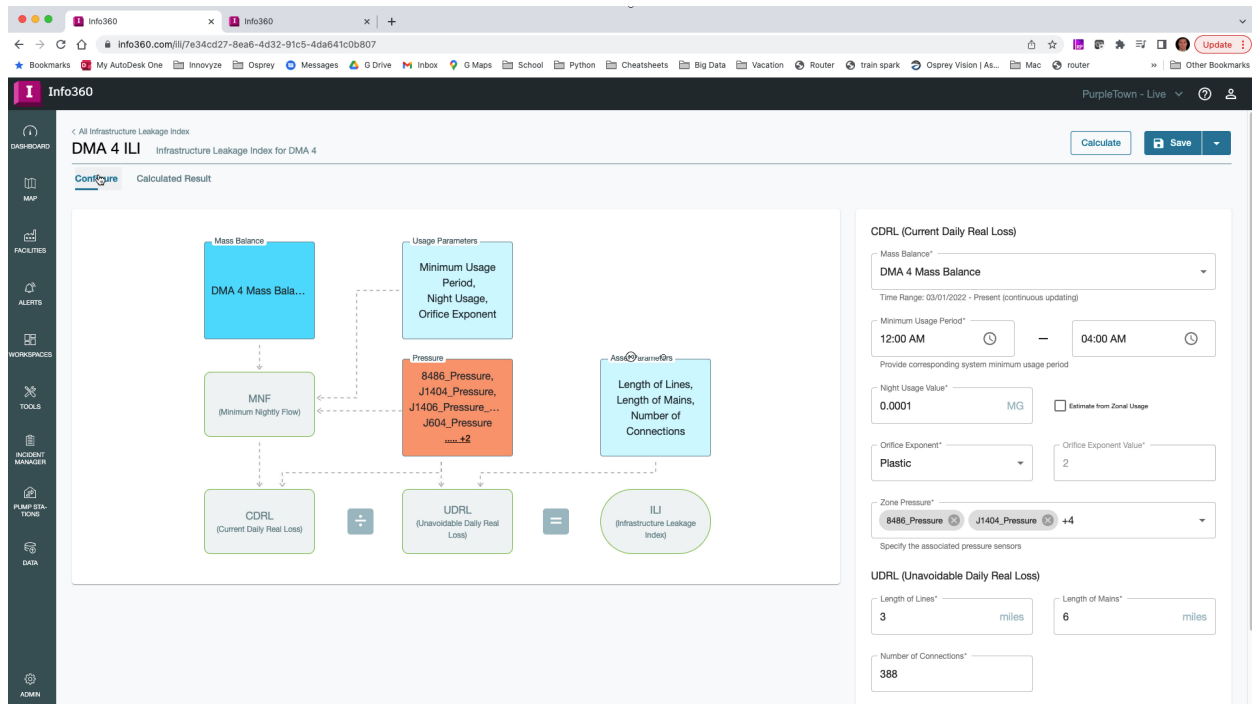 Info360
Info360
info360.com/ili/7e34cd27-8ea6-4d32-91c5-4da641c0b807
Update
Bookmarks My AutoDesk One Innovyze Osprey Messages G Drive Inbox G Maps School Python Cheatsheets Big Data Vacation Router train spark Osprey Vision | As... Mac router » Other Bookmarks
I Info360
PurpleTown - Live
DASHBOARD
MAP
FACILITIES
ALERTS
WORKSPACES
TOOLS
INCIDENT
MANAGER
PUMP STA-
TIONS
DATA
ADMIN
< All Infrastructure Leakage Index
DMA 4 ILI Infrastructure Leakage Index for DMA 4
Calculate
Save
Configure Calculated Result
Mass Balance
DMA 4 Mass Bala...
Usage Parameters
Minimum Usage
Period,
Night Usage,
Orifice Exponent
MNF
(Minimum Nightly Flow)
Pressure
8486_Pressure,
J1404_Pressure,
J1406_Pressure_...
J604_Pressure
..... +2
Asset Parameters
Length of Lines,
Length of Mains,
Number of
Connections
CDRL
(Current Daily Real Loss)
÷
UDRL
(Unavoidable Daily Real
Loss)
=
ILI
(Infrastructure Leakage
Index)
CDRL (Current Daily Real Loss)
Mass Balance*
DMA 4 Mass Balance
Time Range: 03/01/2022 - Present (continuous updating)
Minimum Usage Period*
12:00 AM – 04:00 AM
Provide corresponding system minimum usage period
Night Usage Value*
0.0001 MG
Estimate from Zonal Usage
Orifice Exponent*
Plastic
Orifice Exponent Value*
2
Zone Pressure*
8486_Pressure J1404_Pressure +4
Specify the associated pressure sensors
UDRL (Unavoidable Daily Real Loss)
Length of Lines*
3 miles
Length of Mains*
6 miles
Number of Connections*
388